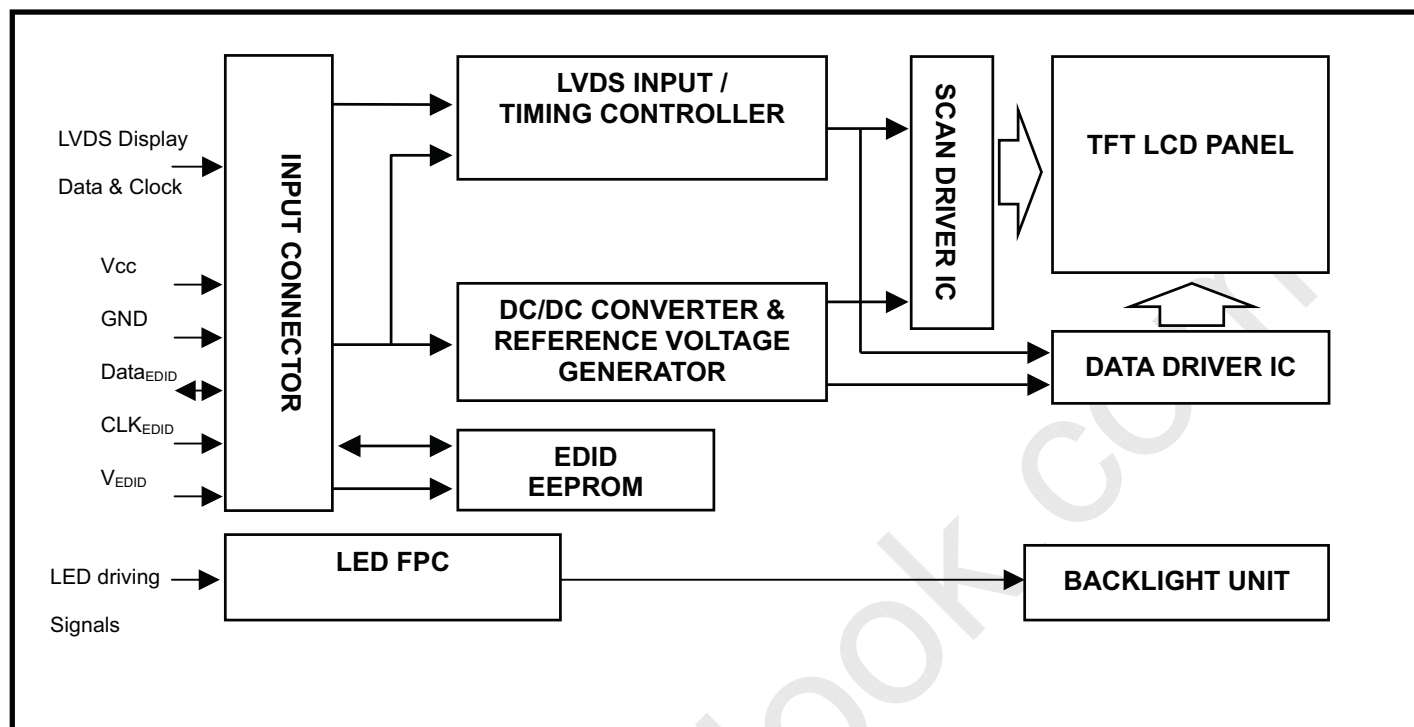 LVDS Display
Data & Clock
Vcc
GND
DataEDID
CLKEDID
VEDID
LED driving
Signals
INPUT CONNECTOR
LVDS INPUT /
TIMING CONTROLLER
DC/DC CONVERTER &
REFERENCE VOLTAGE
GENERATOR
EDID
EEPROM
LED FPC
SCAN DRIVER IC
TFT LCD PANEL
DATA DRIVER IC
BACKLIGHT UNIT
look.com